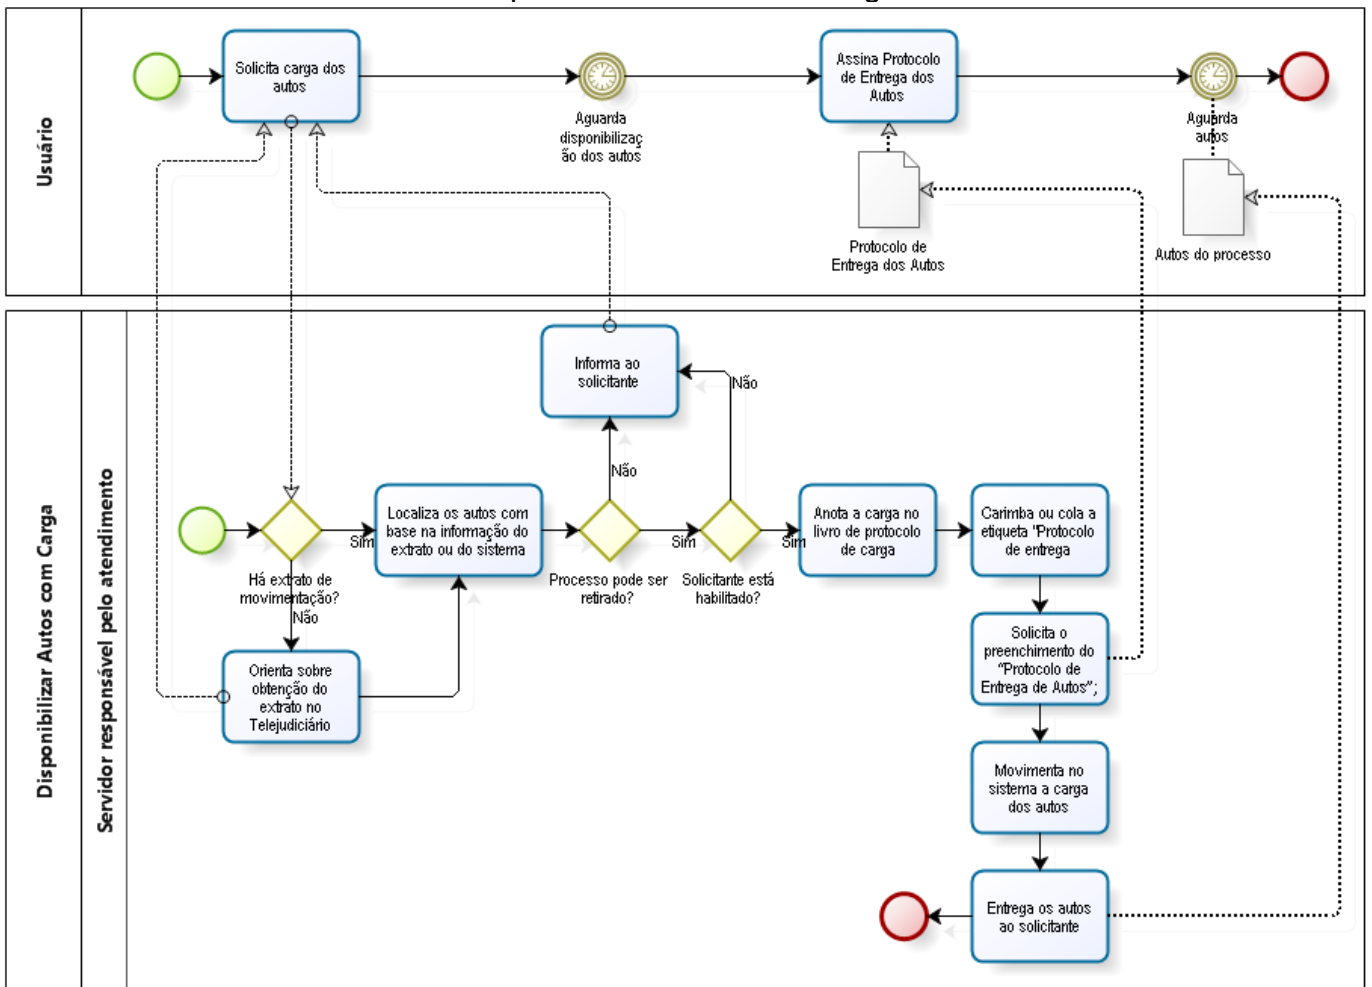 Usuário
Solicita carga dos
autos
Aguarda
disponibilizaç
ão dos autos
Assina Protocolo
de Entrega dos
Autos
Aguarda
autos
Protocolo de
Entrega dos Autos
Autos do processo
Disponibilizar Autos com Carga
Servidor responsável pelo atendimento
Informa ao
solicitante
Não
Não
Há extrato de
movimentação?
Sim
Não
Localiza os autos com
base na informação do
extrato ou do sistema
Processo pode ser
retirado?
Sim
Solicitante está
habilitado?
Sim
Anota a carga no
livro de protocolo
de carga
Carimba ou cola a
etiqueta "Protocolo
de entrega
Orienta sobre
obtenção do
extrato no
Telejudiciário
Solicita o
preenchimento do
“Protocolo de
Entrega de Autos”;
Movimenta no
sistema a carga
dos autos
Entrega os autos
ao solicitante